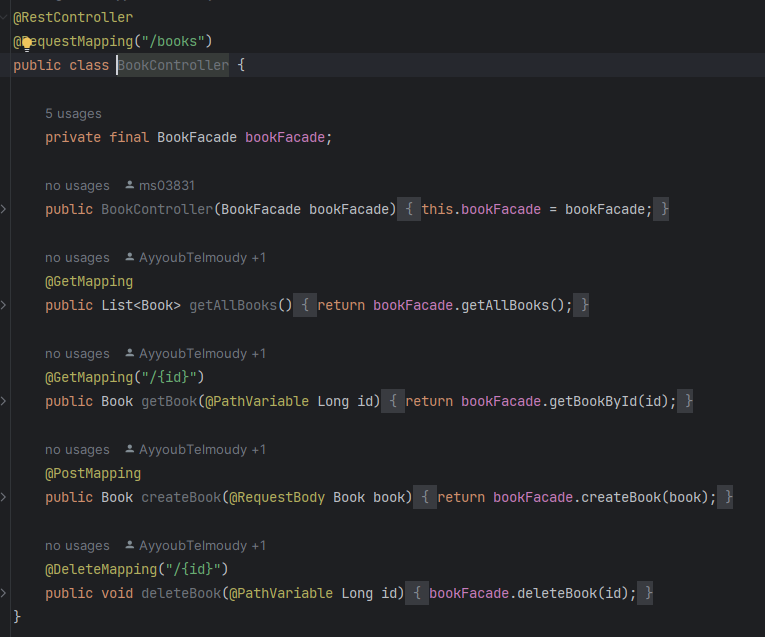 @RestController
@RequestMapping("/books")
public class BookController {
5 usages
private final BookFacade bookFacade;
no usages ms03831
public BookController(BookFacade bookFacade) { this.bookFacade = bookFacade; }
no usages AyyoubTelmoudy +1
@GetMapping
public List<Book> getAllBooks() { return bookFacade.getAllBooks(); }
no usages AyyoubTelmoudy +1
@GetMapping("/{id}")
public Book getBook(@PathVariable Long id) { return bookFacade.getBookById(id); }
no usages AyyoubTelmoudy +1
@PostMapping
public Book createBook(@RequestBody Book book) { return bookFacade.createBook(book); }
no usages AyyoubTelmoudy +1
@DeleteMapping("/{id}")
public void deleteBook(@PathVariable Long id) { bookFacade.deleteBook(id); }
}